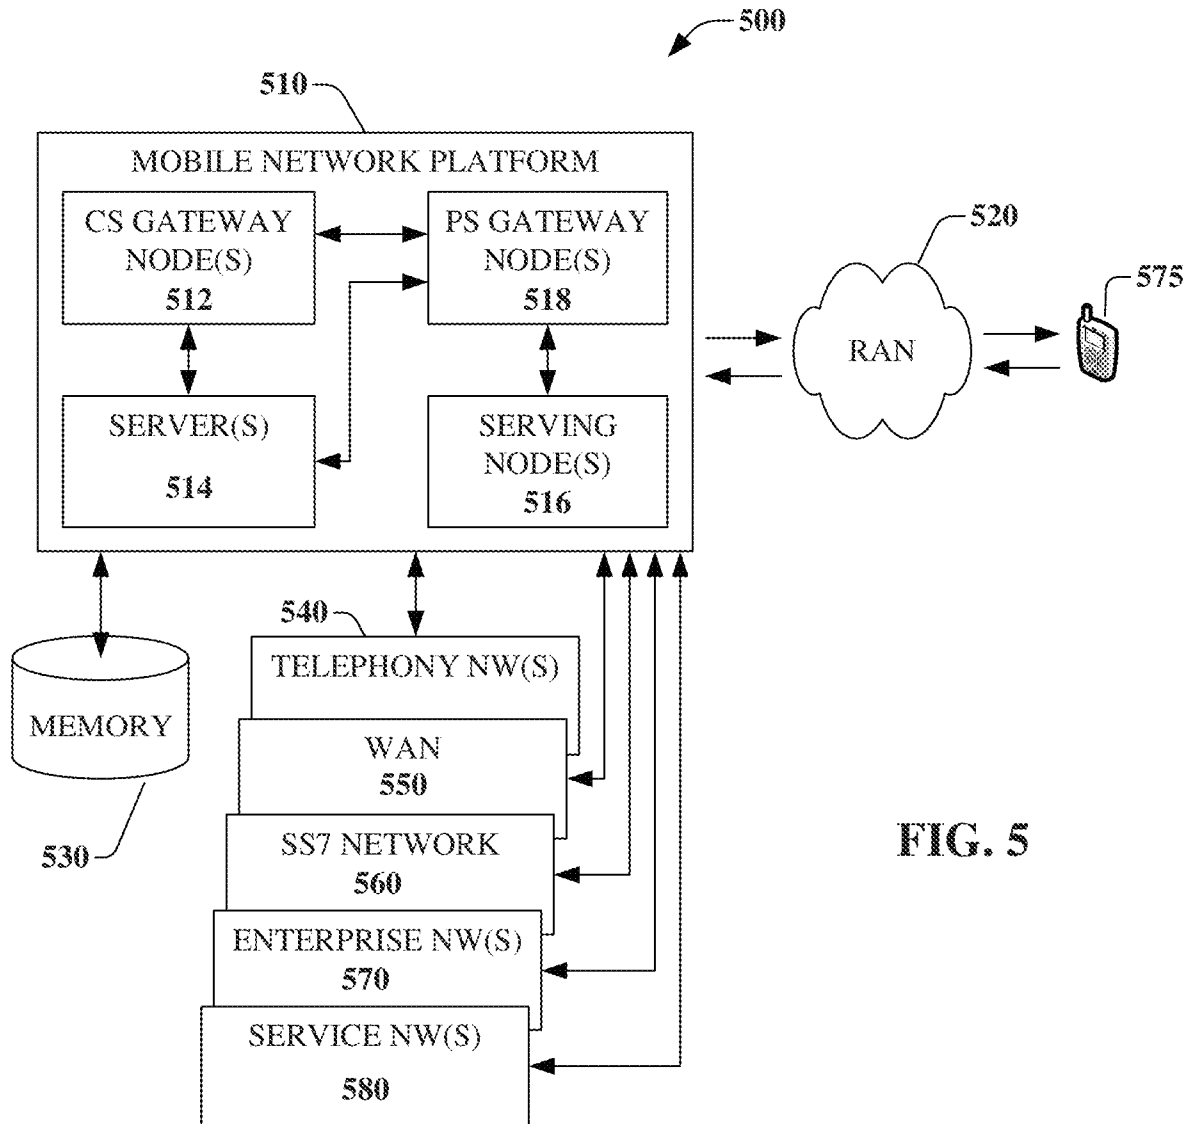 500
510
MOBILE NETWORK PLATFORM
CS GATEWAY
NODE(S)
512
PS GATEWAY
NODE(S)
518
SERVER(S)
514
SERVING
NODE(S)
516
520
RAN
575
540
TELEPHONY NW(S)
MEMORY
530
WAN
550
SS7 NETWORK
560
ENTERPRISE NW(S)
570
SERVICE NW(S)
580
FIG. 5